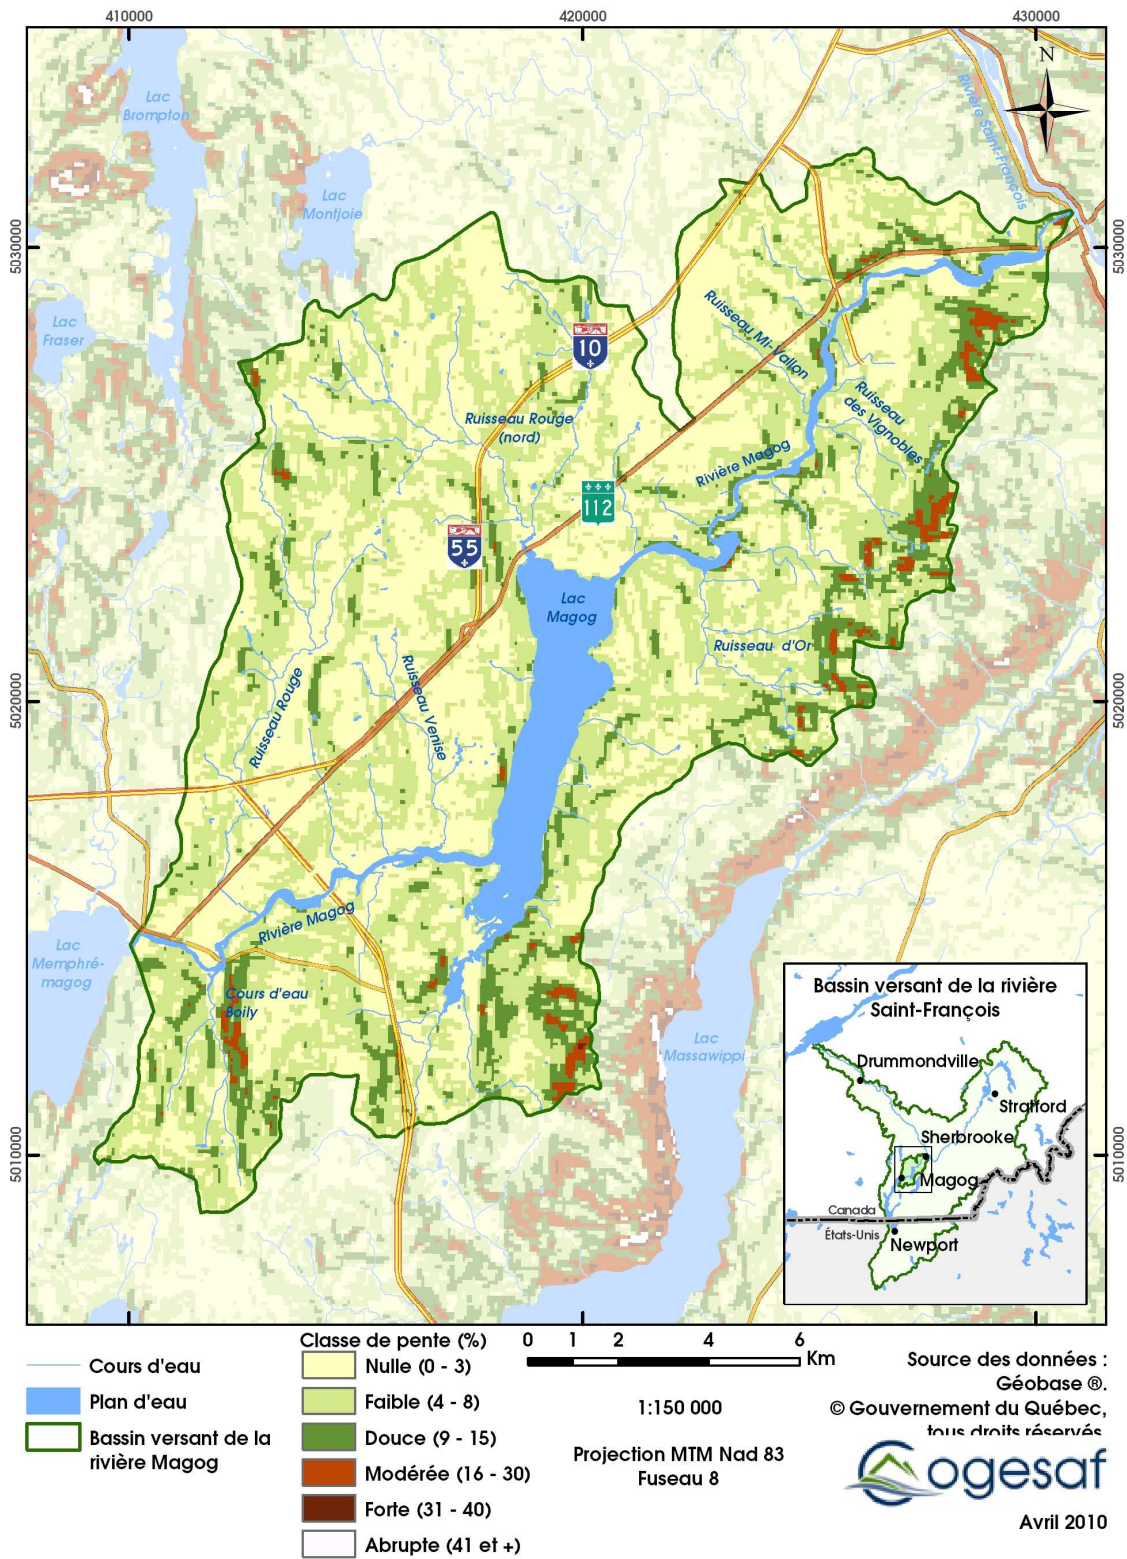 410000
420000
430000
N
Lac
Brompton
Rivière Saint-François
Lac
Montjoie
5030000
5030000
Lac
Fraser
Ruisseau Mi-Vallon
10
Ruisseau
des Vignobles
Ruisseau Rouge
(nord)
Rivière Magog
112
55
Lac
Magog
Ruisseau d'Or
Ruisseau Rouge
Ruisseau Venise
5020000
5020000
Rivière Magog
Lac
Memphré-
magog
Cours d'eau
Boily
Lac
Massawippi
5010000
5010000
Bassin versant de la rivière
Saint-François
Drummondville
Stratford
Sherbrooke
Magog
Canada
États-Unis
Newport
Cours d'eau
Plan d'eau
Bassin versant de la
rivière Magog
Classe de pente (%)
Nulle (0 - 3)
Faible (4 - 8)
Douce (9 - 15)
Modérée (16 - 30)
Forte (31 - 40)
Abrupte (41 et +)
0 1 2 4 6
Km
1:150 000
Projection MTM Nad 83
Fuseau 8
Source des données :
Géobase ®.
© Gouvernement du Québec,
tous droits réservés.
Cogesaf
Avril 2010